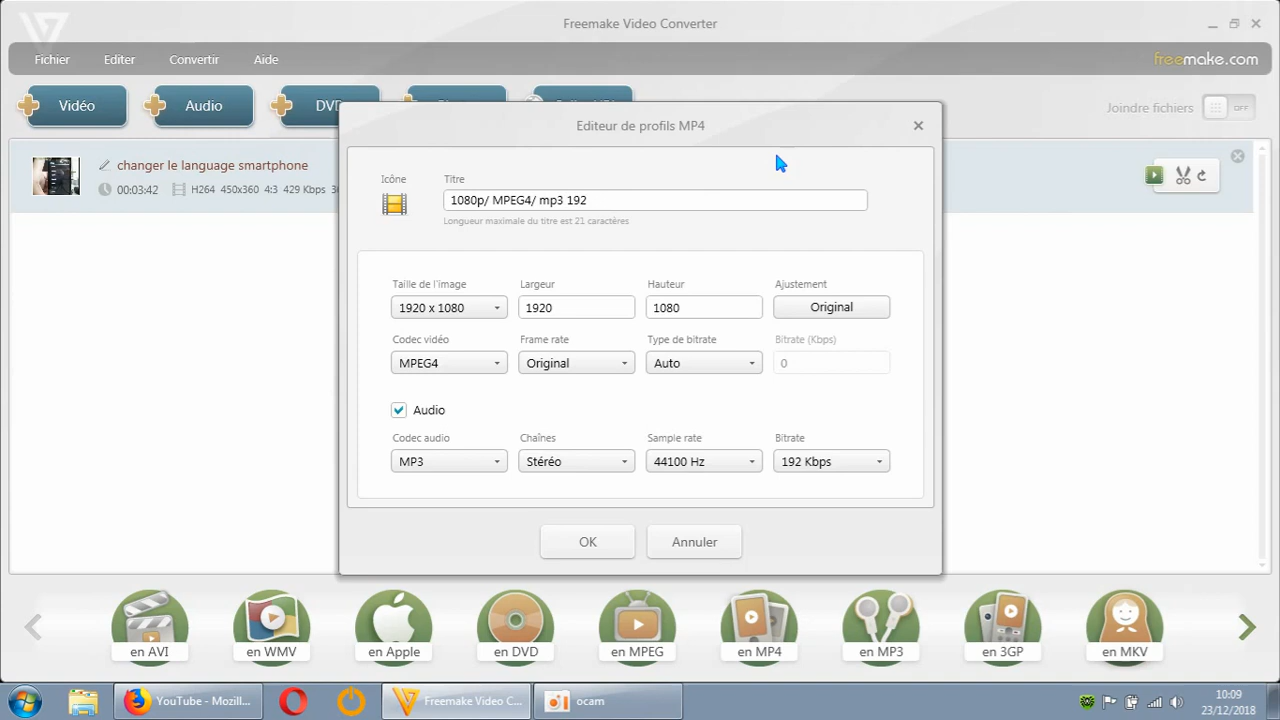 Freemake Video Converter
Fichier Editer Convertir Aide
freemake.com
Vidéo Audio DVD
Joindre fichiers OFF
Editeur de profils MP4
changer le language smartphone
00:03:42 H264 450x360 4:3 429 Kbps
Icône Titre
1080p/ MPEG4/ mp3 192
Longueur maximale du titre est 21 caractères
Taille de l'image Largeur Hauteur Ajustement
1920 x 1080 1920 1080 Original
Codec vidéo Frame rate Type de bitrate Bitrate (Kbps)
MPEG4 Original Auto 0
Audio
Codec audio Chaînes Sample rate Bitrate
MP3 Stéréo 44100 Hz 192 Kbps
OK Annuler
en AVI en WMV en Apple en DVD en MPEG en MP4 en MP3 en 3GP en MKV
YouTube - Mozill... Freemake Video C... ocam
10:09
23/12/2018